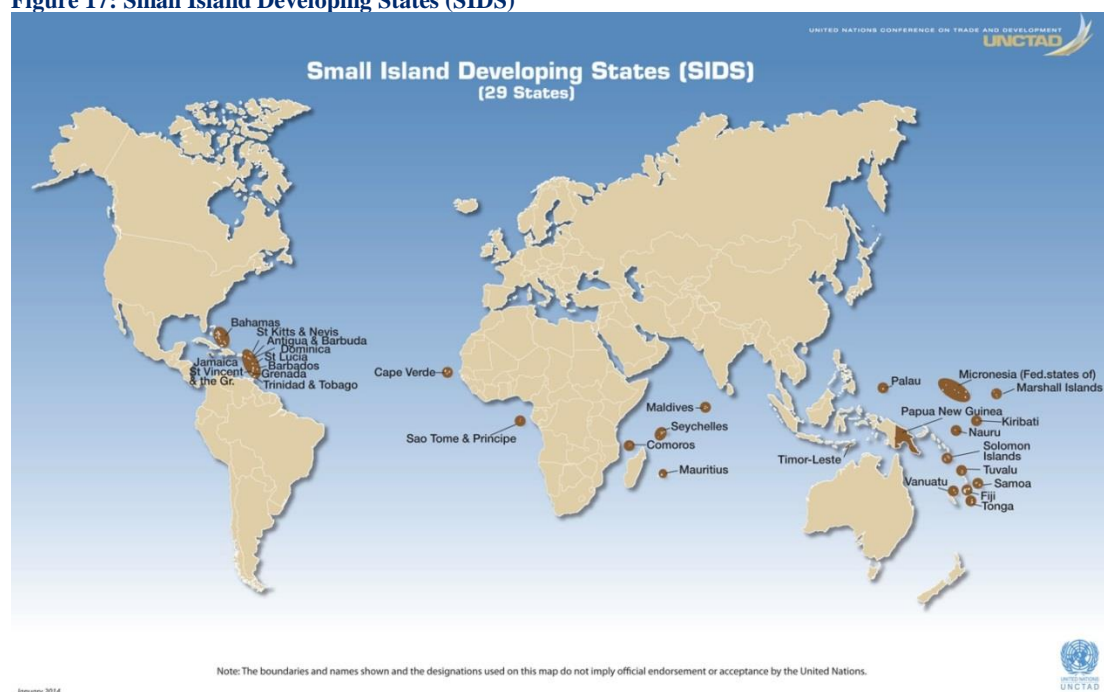 Figure 17: Small Island Developing States (SIDS)
UNITED NATIONS CONFERENCE ON TRADE AND DEVELOPMENT
UNCTAD
Small Island Developing States (SIDS)
(29 States)
Bahamas
St Kitts & Nevis
Antigua & Barbuda
Dominica
St Lucia
Barbados
Grenada
Trinidad & Tobago
Jamaica
St Vincent
& the Gr.
Cape Verde
Sao Tome & Principe
Maldives
Seychelles
Comoros
Mauritius
Timor-Leste
Palau
Micronesia (Fed.states of)
Marshall Islands
Papua New Guinea
Kiribati
Nauru
Solomon
Islands
Tuvalu
Vanuatu
Samoa
Fiji
Tonga
Note: The boundaries and names shown and the designations used on this map do not imply official endorsement or acceptance by the United Nations.
UNITED NATIONS
UNCTAD
January 2014